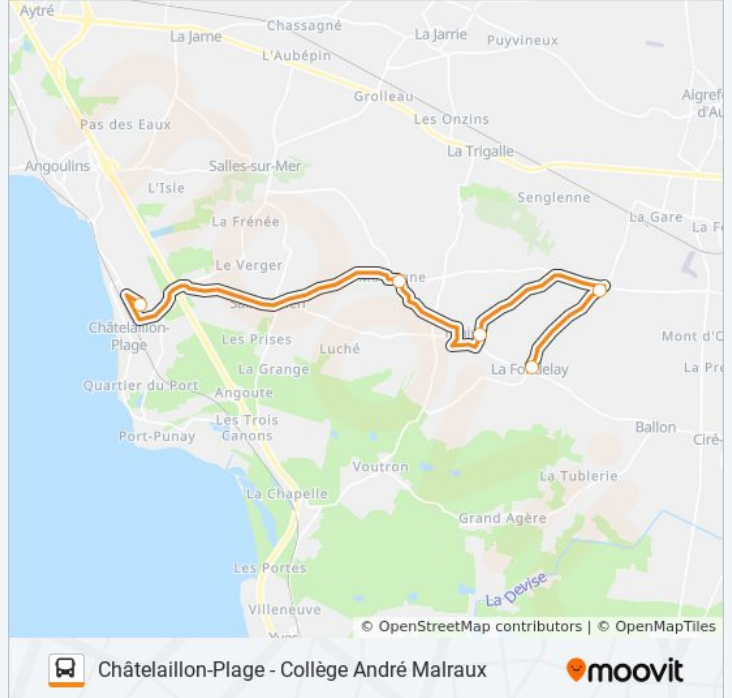 Aytré
Chassagné
La Jarne
La Jarrie
Puyvineux
L'Aubépin
Grolleau
Aigref
d'Au
Les Onzins
Pas des Eaux
La Trigalle
Angoulins
Salles-sur-Mer
L'Isle
Senglenne
La Gare
La Frénée
La F
Le Verger
Châtelaillon-
Plage
Les Prises
Luché
Mont d'C
La Grange
La Pre
Quartier du Port
Angoute
Les Trois
Canons
Port-Punay
Ballon
Ciré-
Voutron
La Tublerie
La Chapelle
Grand Agère
Les Portes
La Devise
Villeneuve
© OpenStreetMap contributors | © OpenMapTiles
Châtelaillon-Plage - Collège André Malraux
moovit